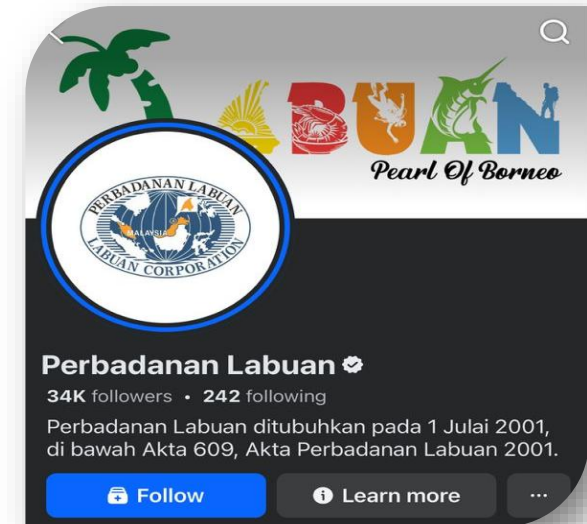 ABUAN
Pearl Of Borneo
PERBADANAN LABUAN
MALAYSIA
LABUAN CORPORATION
Perbadanan Labuan
34K followers • 242 following
Perbadanan Labuan ditubuhkan pada 1 Julai 2001,
di bawah Akta 609, Akta Perbadanan Labuan 2001.
Follow
Learn more
...